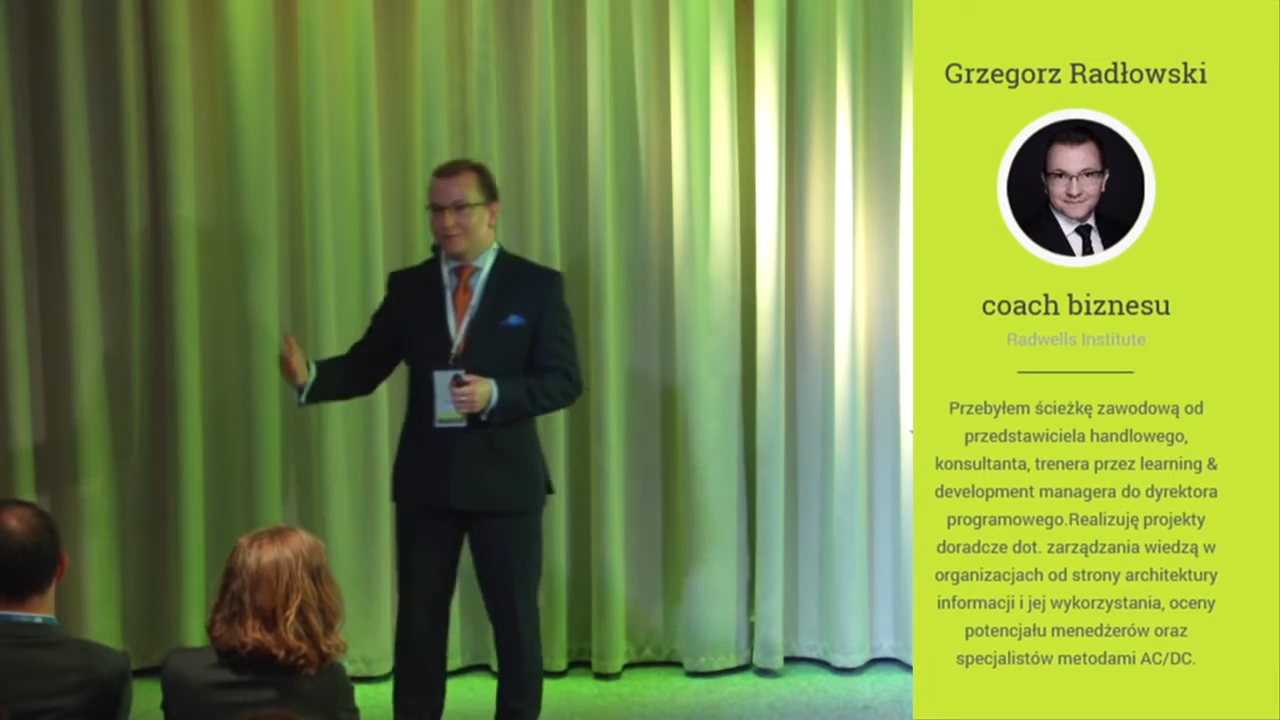 Grzegorz Radłowski
coach biznesu
Radwells Institute
Przebyłem ścieżkę zawodową od
przedstawiciela handlowego,
konsultanta, trenera przez learning &
development managera do dyrektora
programowego.Realizuję projekty
doradcze dot. zarządzania wiedzą w
organizacjach od strony architektury
informacji i jej wykorzystania, oceny
potencjału menedżerów oraz
specjalistów metodami AC/DC.